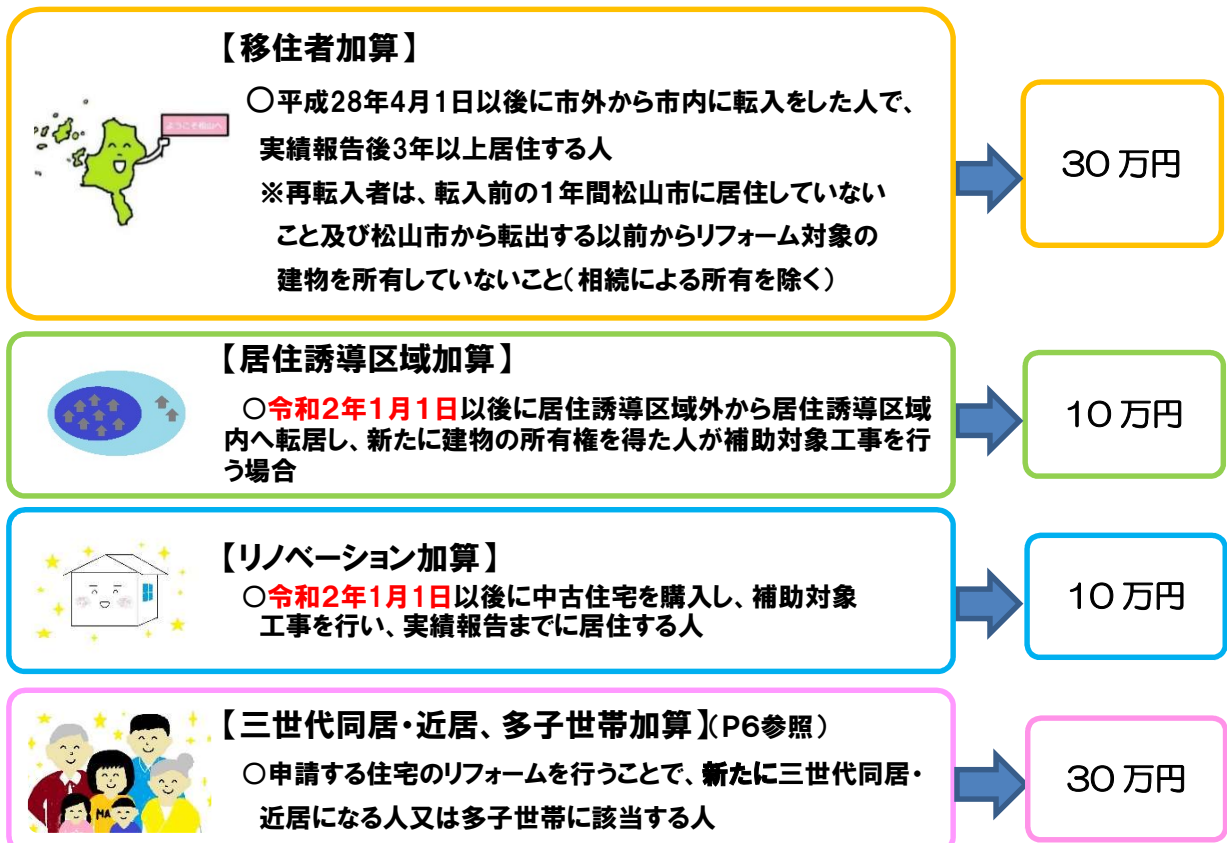 【移住者加算】
○平成28年4月1日以後に市外から市内に転入をした人で、
実績報告後3年以上居住する人
※再転入者は、転入前の1年間松山市に居住していない
こと及び松山市から転出する以前からリフォーム対象の
建物を所有していないこと(相続による所有を除く)
ようこそ松山へ
30万円
【居住誘導区域加算】
○令和2年1月1日以後に居住誘導区域外から居住誘導区域
内へ転居し、新たに建物の所有権を得た人が補助対象工事を行
う場合
10万円
【リノベーション加算】
○令和2年1月1日以後に中古住宅を購入し、補助対象
工事を行い、実績報告までに居住する人
10万円
【三世代同居・近居、多子世帯加算】(P6参照)
○申請する住宅のリフォームを行うことで、新たに三世代同居・
近居になる人又は多子世帯に該当する人
MA
30万円